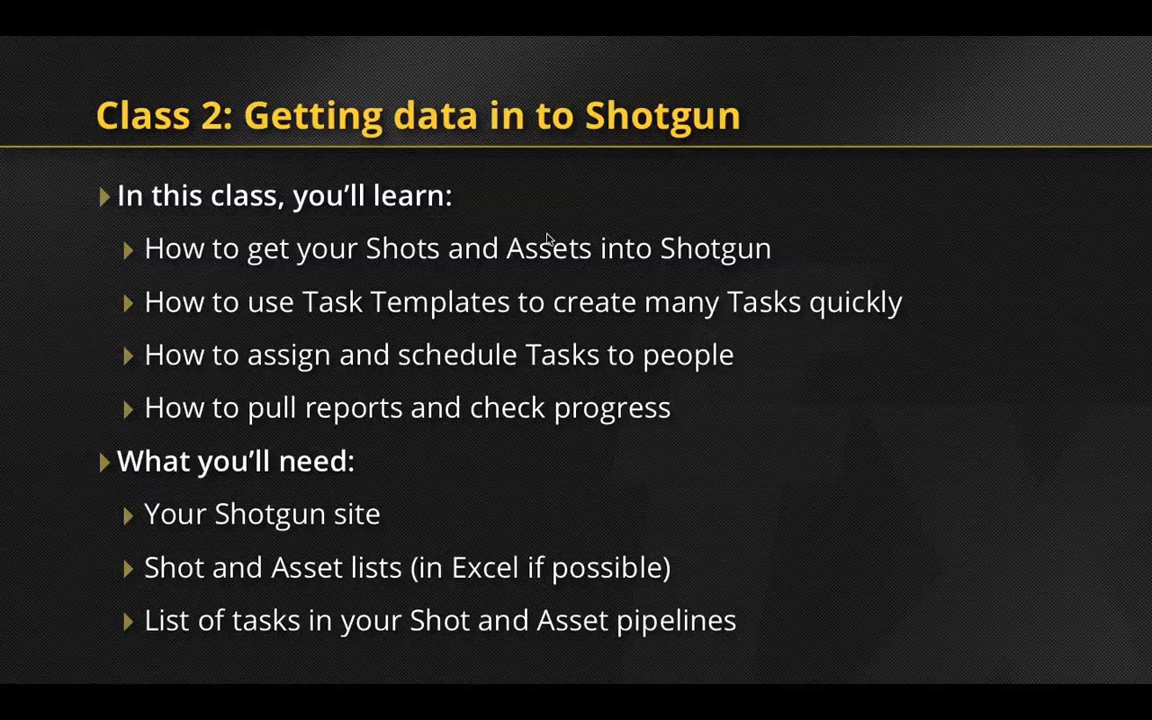 Class 2: Getting data in to Shotgun
In this class, you'll learn:
How to get your Shots and Assets into Shotgun
How to use Task Templates to create many Tasks quickly
How to assign and schedule Tasks to people
How to pull reports and check progress
What you'll need:
Your Shotgun site
Shot and Asset lists (in Excel if possible)
List of tasks in your Shot and Asset pipelines